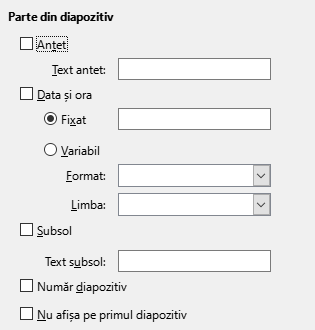 Parte din diapozitiv
Antet
Text antet:
Data și ora
Fixat
Variabil
Format:
Limba:
Subsol
Text subsol:
Număr diapozitiv
Nu afișa pe primul diapozitiv